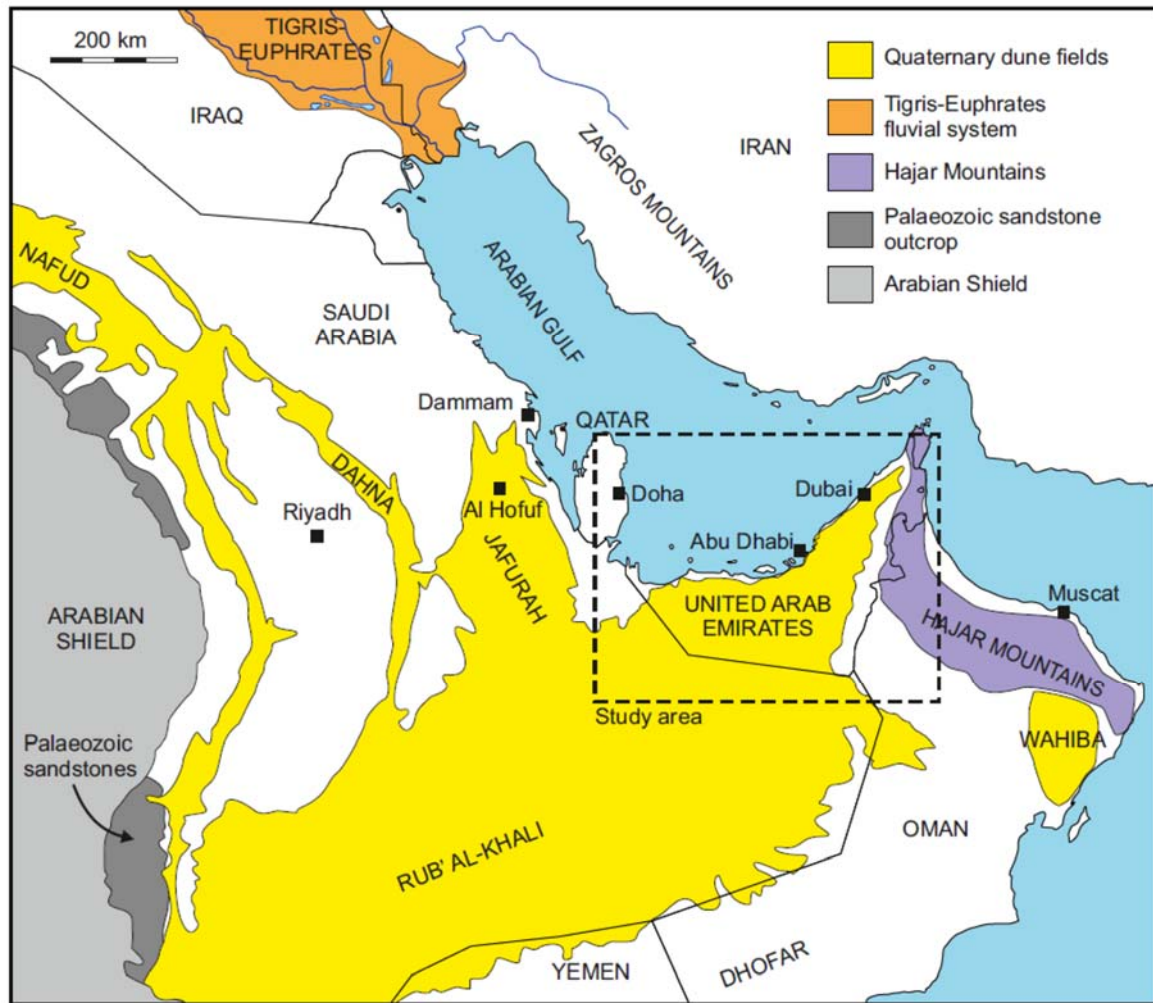 200 km
TIGRIS-
EUPHRATES
IRAQ
ZAGROS MOUNTAINS
IRAN
Quaternary dune fields
Tigris-Euphrates
fluvial system
Hajar Mountains
Palaeozoic sandstone
outcrop
Arabian Shield
NAFUD
SAUDI
ARABIA
ARABIAN GULF
Dammam
QATAR
DAHNA
Riyadh
Al Hofuf
JAFURAH
Doha
Dubai
Abu Dhabi
UNITED ARAB
EMIRATES
Muscat
HAJAR MOUNTAINS
ARABIAN
SHIELD
Study area
WAHIBA
Palaeozoic
sandstones
OMAN
RUB' AL-KHALI
YEMEN
DHOFAR